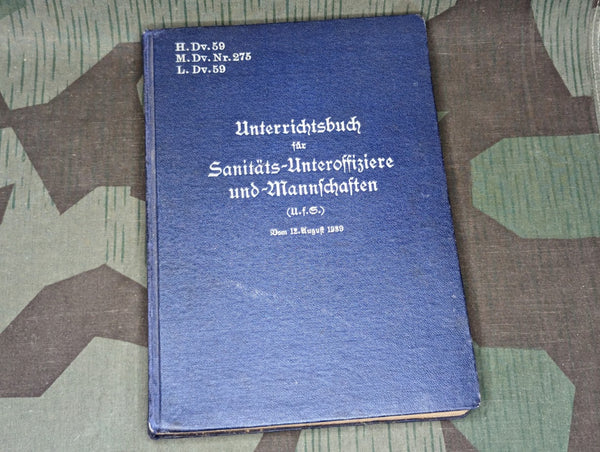 H. Dv. 59
M. Dv. Nr. 275
L. Dv. 59
Unterrichtsbuch
für
Sanitäts-Unteroffiziere
und-Mannschaften
(U. f. S.)
Vom 12. August 1939